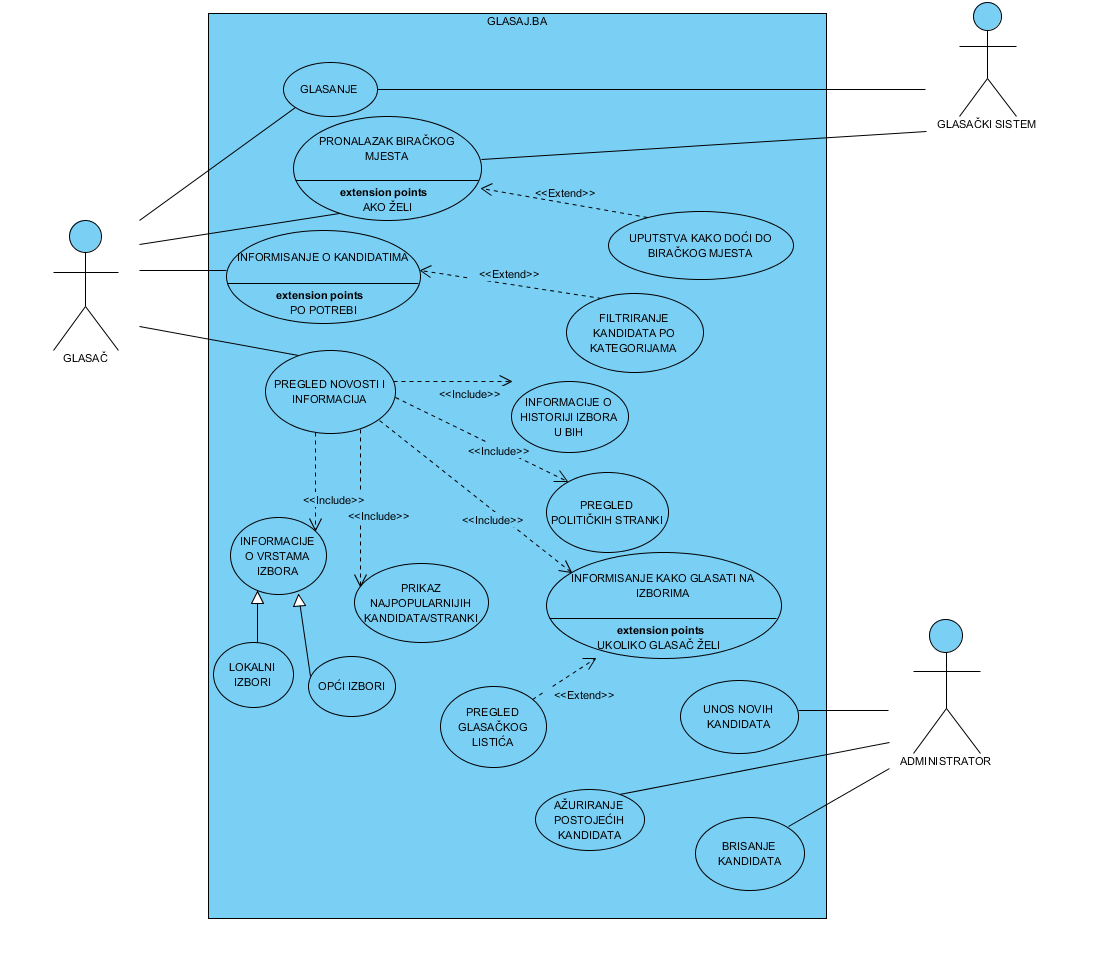 GLASAJ.BA
GLASANJE
GLASAČKI SISTEM
PRONALAZAK BIRAČKOG
MJESTA
extension points
AKO ŽELI
<<Extend>>
UPUTSTVA KAKO DOĆI DO
BIRAČKOG MJESTA
INFORMISANJE O KANDIDATIMA
extension points
PO POTREBI
<<Extend>>
FILTRIRANJE
KANDIDATA PO
KATEGORIJAMA
GLASAČ
PREGLED NOVOSTI I
INFORMACIJA
<<Include>>
INFORMACIJE O
HISTORIJI IZBORA
U BIH
<<Include>>
PREGLED
POLITIČKIH STRANKI
<<Include>>
<<Include>>
<<Include>>
INFORMACIJE
O VRSTAMA
IZBORA
PRIKAZ
NAJPOPULARNIJIH
KANDIDATA/STRANKI
INFORMISANJE KAKO GLASATI NA
IZBORIMA
extension points
UKOLIKO GLASAČ ŽELI
LOKALNI
IZBORI
OPĆI IZBORI
<<Extend>>
PREGLED
GLASAČKOG
LISTIĆA
UNOS NOVIH
KANDIDATA
ADMINISTRATOR
AŽURIRANJE
POSTOJEĆIH
KANDIDATA
BRISANJE
KANDIDATA